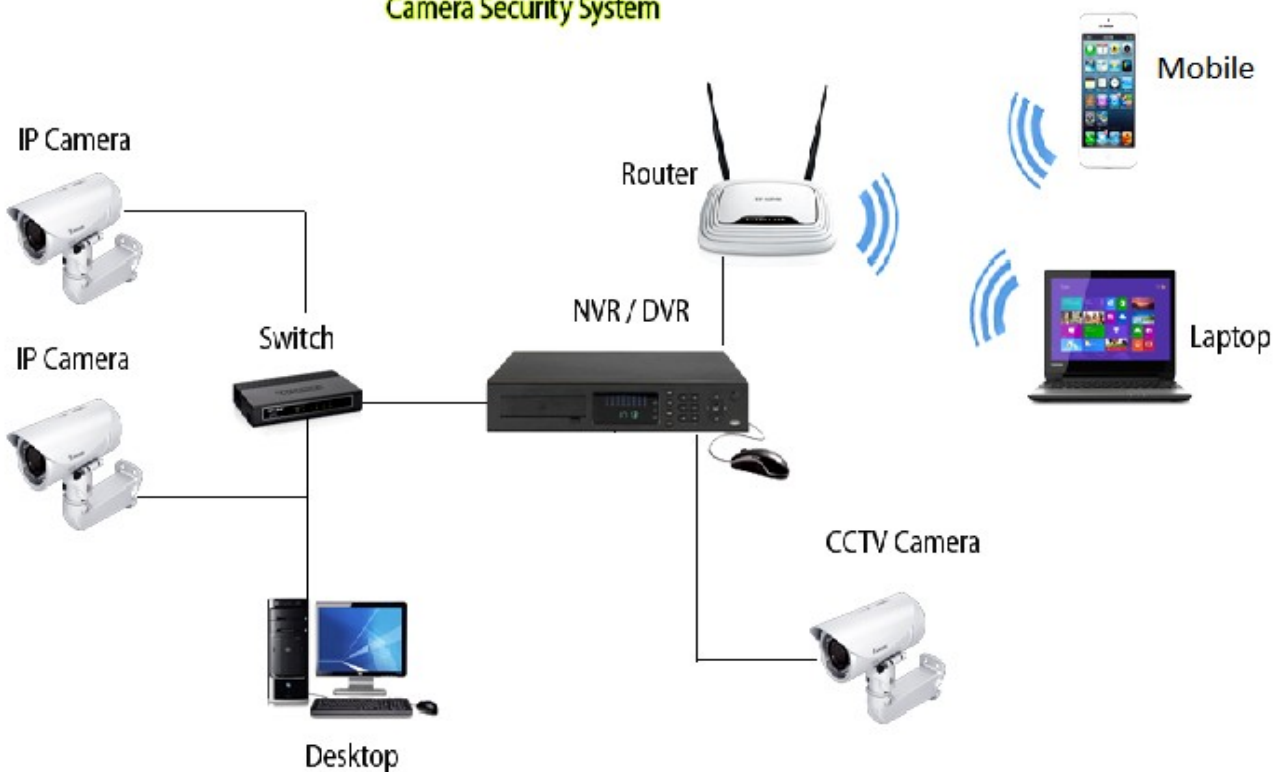 Camera Security System
Mobile
IP Camera
Router
NVR / DVR
Switch
Laptop
IP Camera
CCTV Camera
Desktop